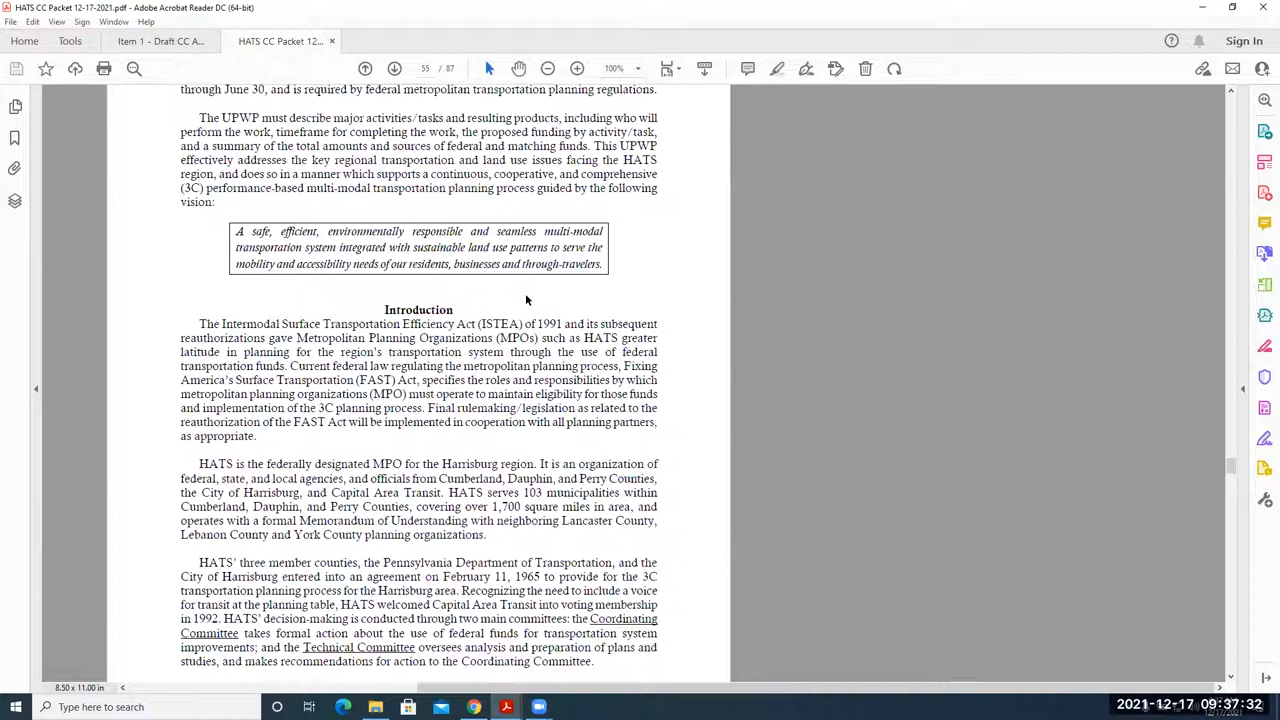 HATS CC Packet 12-17-2021.pdf - Adobe Acrobat Reader DC (64-bit)
File Edit View Sign Window Help
Home Tools Item 1 - Draft CC A... HATS CC Packet 12... × Sign In
55 / 87 100%
through June 30, and is required by federal metropolitan transportation planning regulations.
The UPWP must describe major activities/tasks and resulting products, including who will
perform the work, timeframe for completing the work, the proposed funding by activity/task,
and a summary of the total amounts and sources of federal and matching funds. This UPWP
effectively addresses the key regional transportation and land use issues facing the HATS
region, and does so in a manner which supports a continuous, cooperative, and comprehensive
(3C) performance-based multi-modal transportation planning process guided by the following
vision:
A safe, efficient, environmentally responsible and seamless multi-modal
transportation system integrated with sustainable land use patterns to serve the
mobility and accessibility needs of our residents, businesses and through-travelers.
Introduction
The Intermodal Surface Transportation Efficiency Act (ISTEA) of 1991 and its subsequent
reauthorizations gave Metropolitan Planning Organizations (MPOs) such as HATS greater
latitude in planning for the region's transportation system through the use of federal
transportation funds. Current federal law regulating the metropolitan planning process, Fixing
America's Surface Transportation (FAST) Act, specifies the roles and responsibilities by which
metropolitan planning organizations (MPO) must operate to maintain eligibility for those funds
and implementation of the 3C planning process. Final rulemaking/legislation as related to the
reauthorization of the FAST Act will be implemented in cooperation with all planning partners,
as appropriate.
HATS is the federally designated MPO for the Harrisburg region. It is an organization of
federal, state, and local agencies, and officials from Cumberland, Dauphin, and Perry Counties,
the City of Harrisburg, and Capital Area Transit. HATS serves 103 municipalities within
Cumberland, Dauphin, and Perry Counties, covering over 1,700 square miles in area, and
operates with a formal Memorandum of Understanding with neighboring Lancaster County,
Lebanon County and York County planning organizations.
HATS' three member counties, the Pennsylvania Department of Transportation, and the
City of Harrisburg entered into an agreement on February 11, 1965 to provide for the 3C
transportation planning process for the Harrisburg area. Recognizing the need to include a voice
for transit at the planning table, HATS welcomed Capital Area Transit into voting membership
in 1992. HATS' decision-making is conducted through two main committees: the Coordinating
Committee takes formal action about the use of federal funds for transportation system
improvements; and the Technical Committee oversees analysis and preparation of plans and
studies, and makes recommendations for action to the Coordinating Committee.
8.50 x 11.00 in
Type here to search
2021-12-17 09:37:32